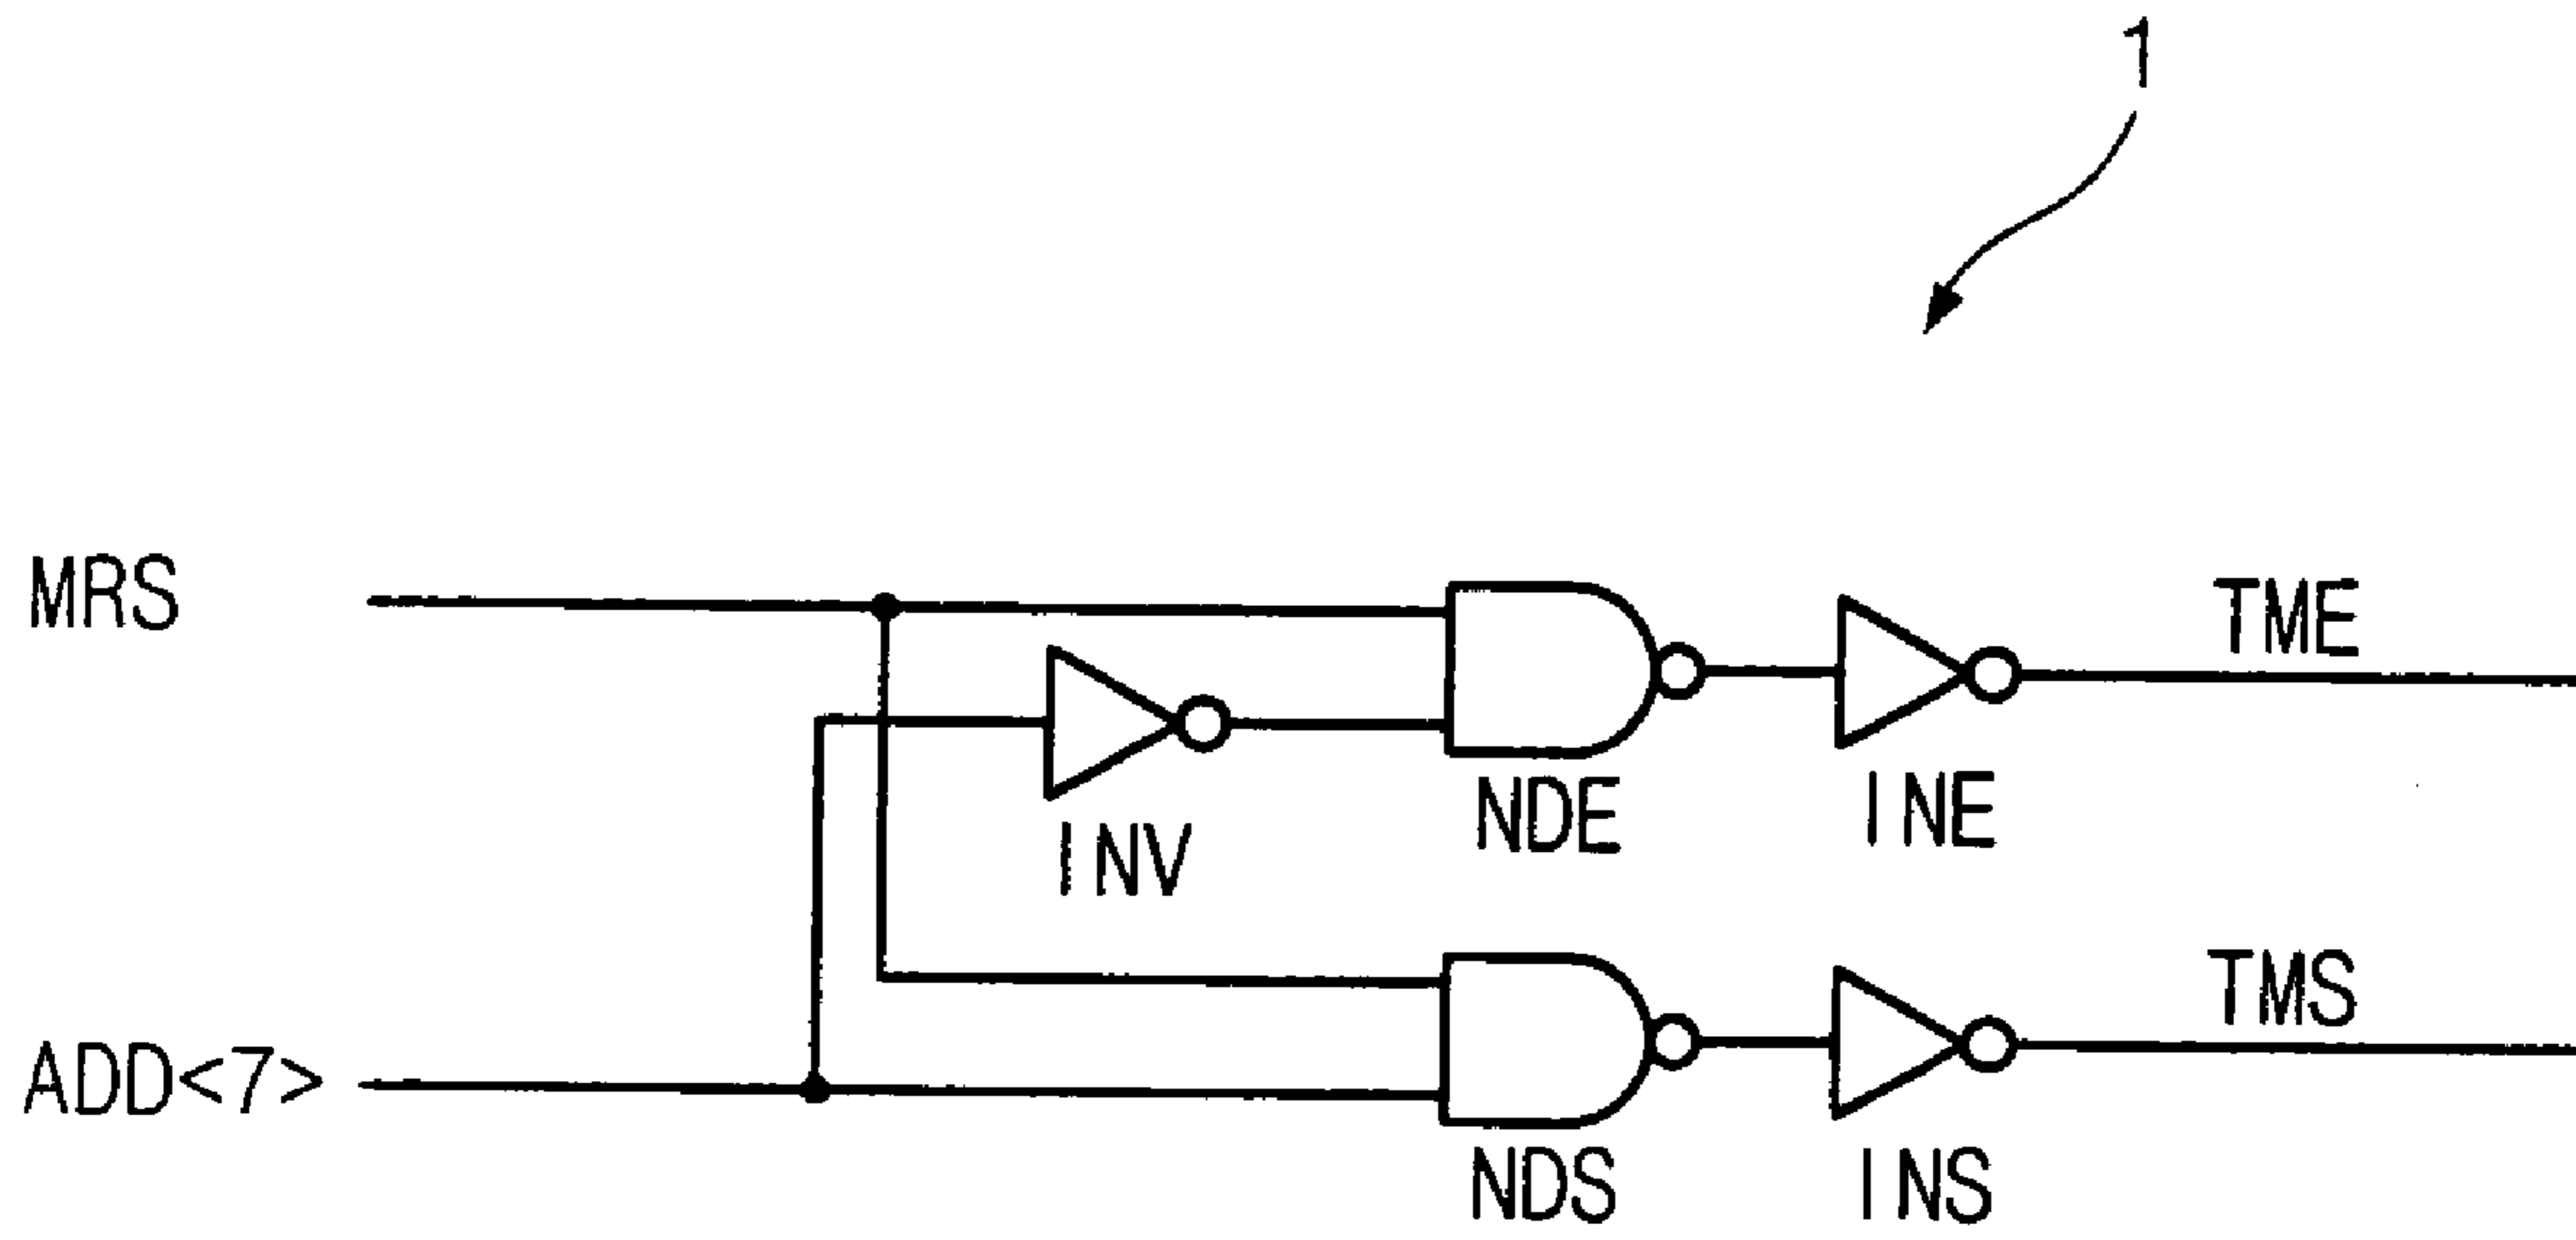 1
MRS
TME
INV
NDE
INE
ADD<7>
TMS
NDS
INS